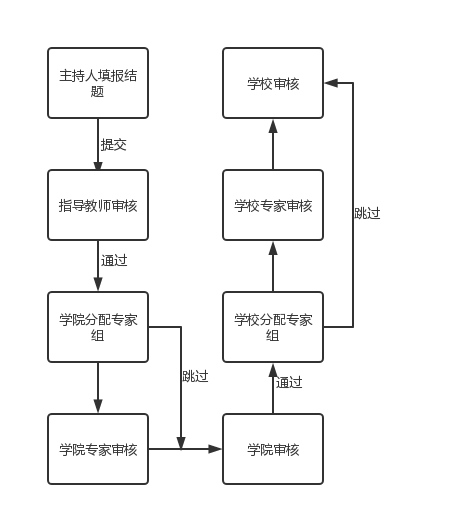 主持人填报结
题
提交
指导教师审核
通过
学院分配专家
组
跳过
学院专家审核
学院审核
通过
学校分配专家
组
跳过
学校专家审核
学校审核